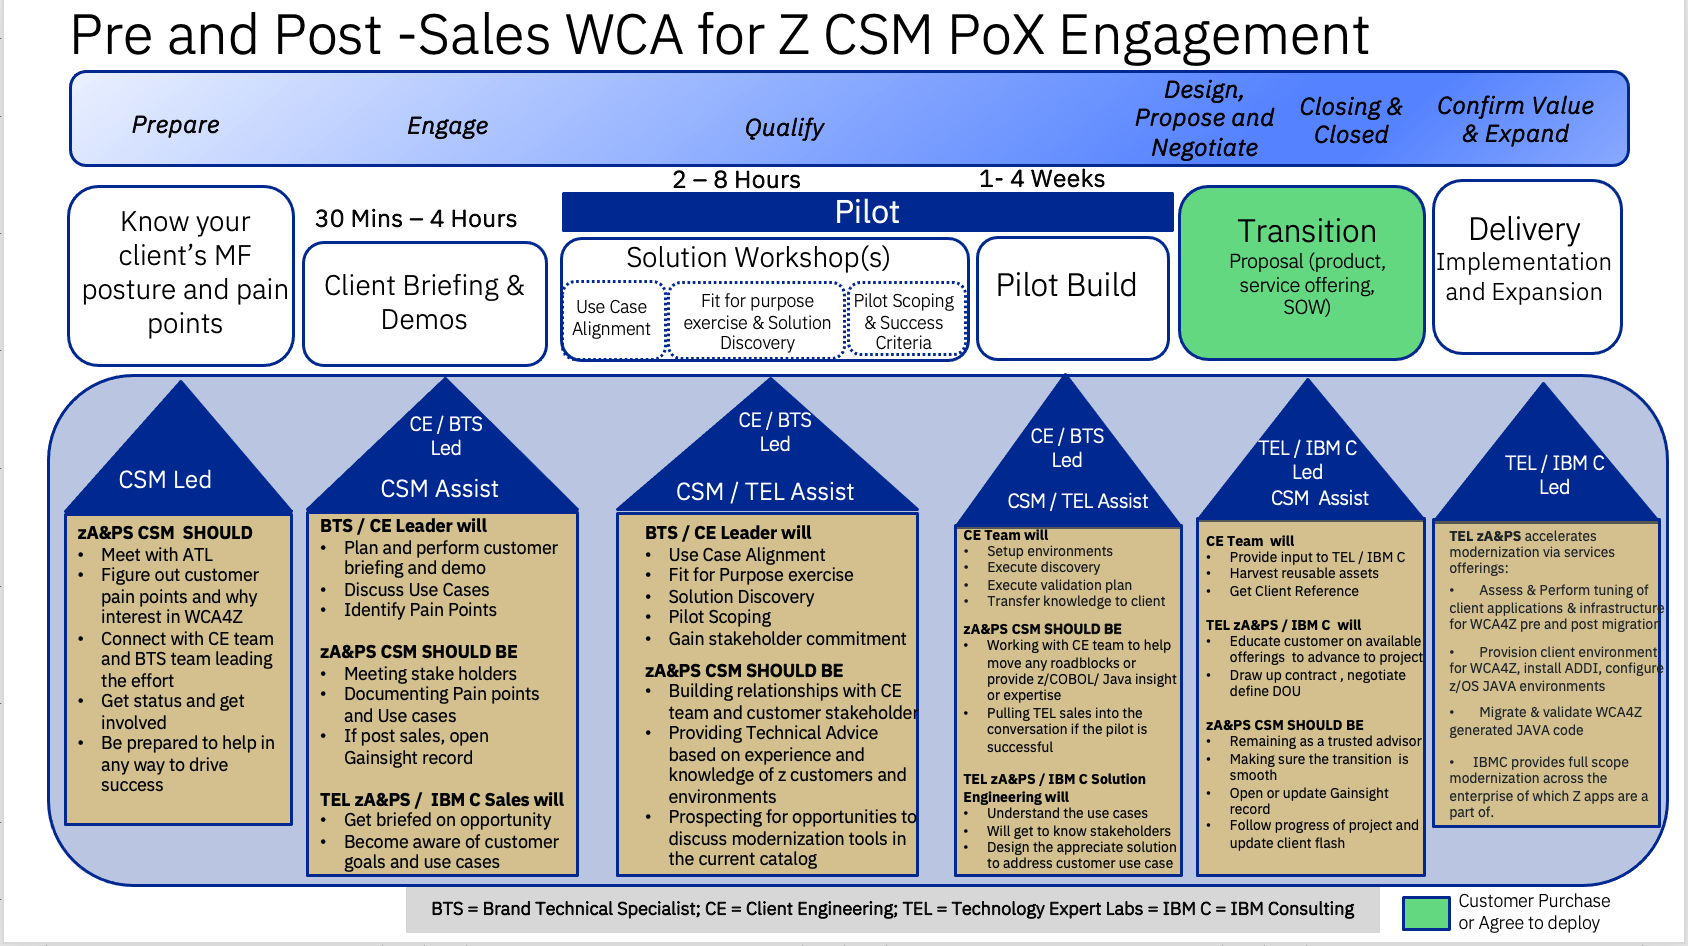 Pre and Post -Sales WCA for Z CSM PoX Engagement
Prepare
Engage
Qualify
Design,
Propose and
Negotiate
Closing &
Closed
Confirm Value
& Expand
Know your
client's MF
posture and pain
points
30 Mins – 4 Hours
Client Briefing &
Demos
2 – 8 Hours
1- 4 Weeks
Pilot
Solution Workshop(s)
Use Case
Alignment
Fit for purpose
exercise & Solution
Discovery
Pilot Scoping
& Success
Criteria
Pilot Build
Transition
Proposal (product,
service offering,
SOW)
Delivery
Implementation
and Expansion
CSM Led
zA&PS CSM  SHOULD
• Meet with ATL
• Figure out customer
pain points and why
interest in WCA4Z
• Connect with CE team
and BTS team leading
the effort
• Get status and get
involved
• Be prepared to help in
any way to drive
success
CE / BTS
Led
CSM Assist
BTS / CE Leader will
• Plan and perform customer
briefing and demo
• Discuss Use Cases
• Identify Pain Points
zA&PS CSM SHOULD BE
• Meeting stake holders
• Documenting Pain points
and Use cases
• If post sales, open
Gainsight record
TEL zA&PS /  IBM C Sales will
• Get briefed on opportunity
• Become aware of customer
goals and use cases
CE / BTS
Led
CSM / TEL Assist
BTS / CE Leader will
• Use Case Alignment
• Fit for Purpose exercise
• Solution Discovery
• Pilot Scoping
• Gain stakeholder commitment
zA&PS CSM SHOULD BE
• Building relationships with CE
team and customer stakeholder
• Providing Technical Advice
based on experience and
knowledge of z customers and
environments
• Prospecting for opportunities to
discuss modernization tools in
the current catalog
CE / BTS
Led
CSM / TEL Assist
CE Team will
• Setup environments
• Execute discovery
• Execute validation plan
• Transfer knowledge to client
zA&PS CSM SHOULD BE
• Working with CE team to help
move any roadblocks or
provide z/COBOL/ Java insight
or expertise
• Pulling TEL sales into the
conversation if the pilot is
successful
TEL zA&PS / IBM C Solution
Engineering will
• Understand the use cases
• Will get to know stakeholders
• Design the appreciate solution
to address customer use case
TEL / IBM C
Led
CSM  Assist
CE Team  will
• Provide input to TEL / IBM C
• Harvest reusable assets
• Get Client Reference
TEL zA&PS / IBM C  will
• Educate customer on available
offerings  to advance to project
• Draw up contract , negotiate
define DOU
zA&PS CSM SHOULD BE
• Remaining as a trusted advisor
• Making sure the transition  is
smooth
• Open or update Gainsight
record
• Follow progress of project and
update client flash
TEL / IBM C
Led
TEL zA&PS accelerates
modernization via services
offerings:
• Assess & Perform tuning of
client applications & infrastructure
for WCA4Z pre and post migration
• Provision client environment
for WCA4Z, install ADDI, configure
z/OS JAVA environments
• Migrate & validate WCA4Z
generated JAVA code
• IBMC provides full scope
modernization across the
enterprise of which Z apps are a
part of.
BTS = Brand Technical Specialist; CE = Client Engineering; TEL = Technology Expert Labs = IBM C = IBM Consulting
Customer Purchase
or Agree to deploy